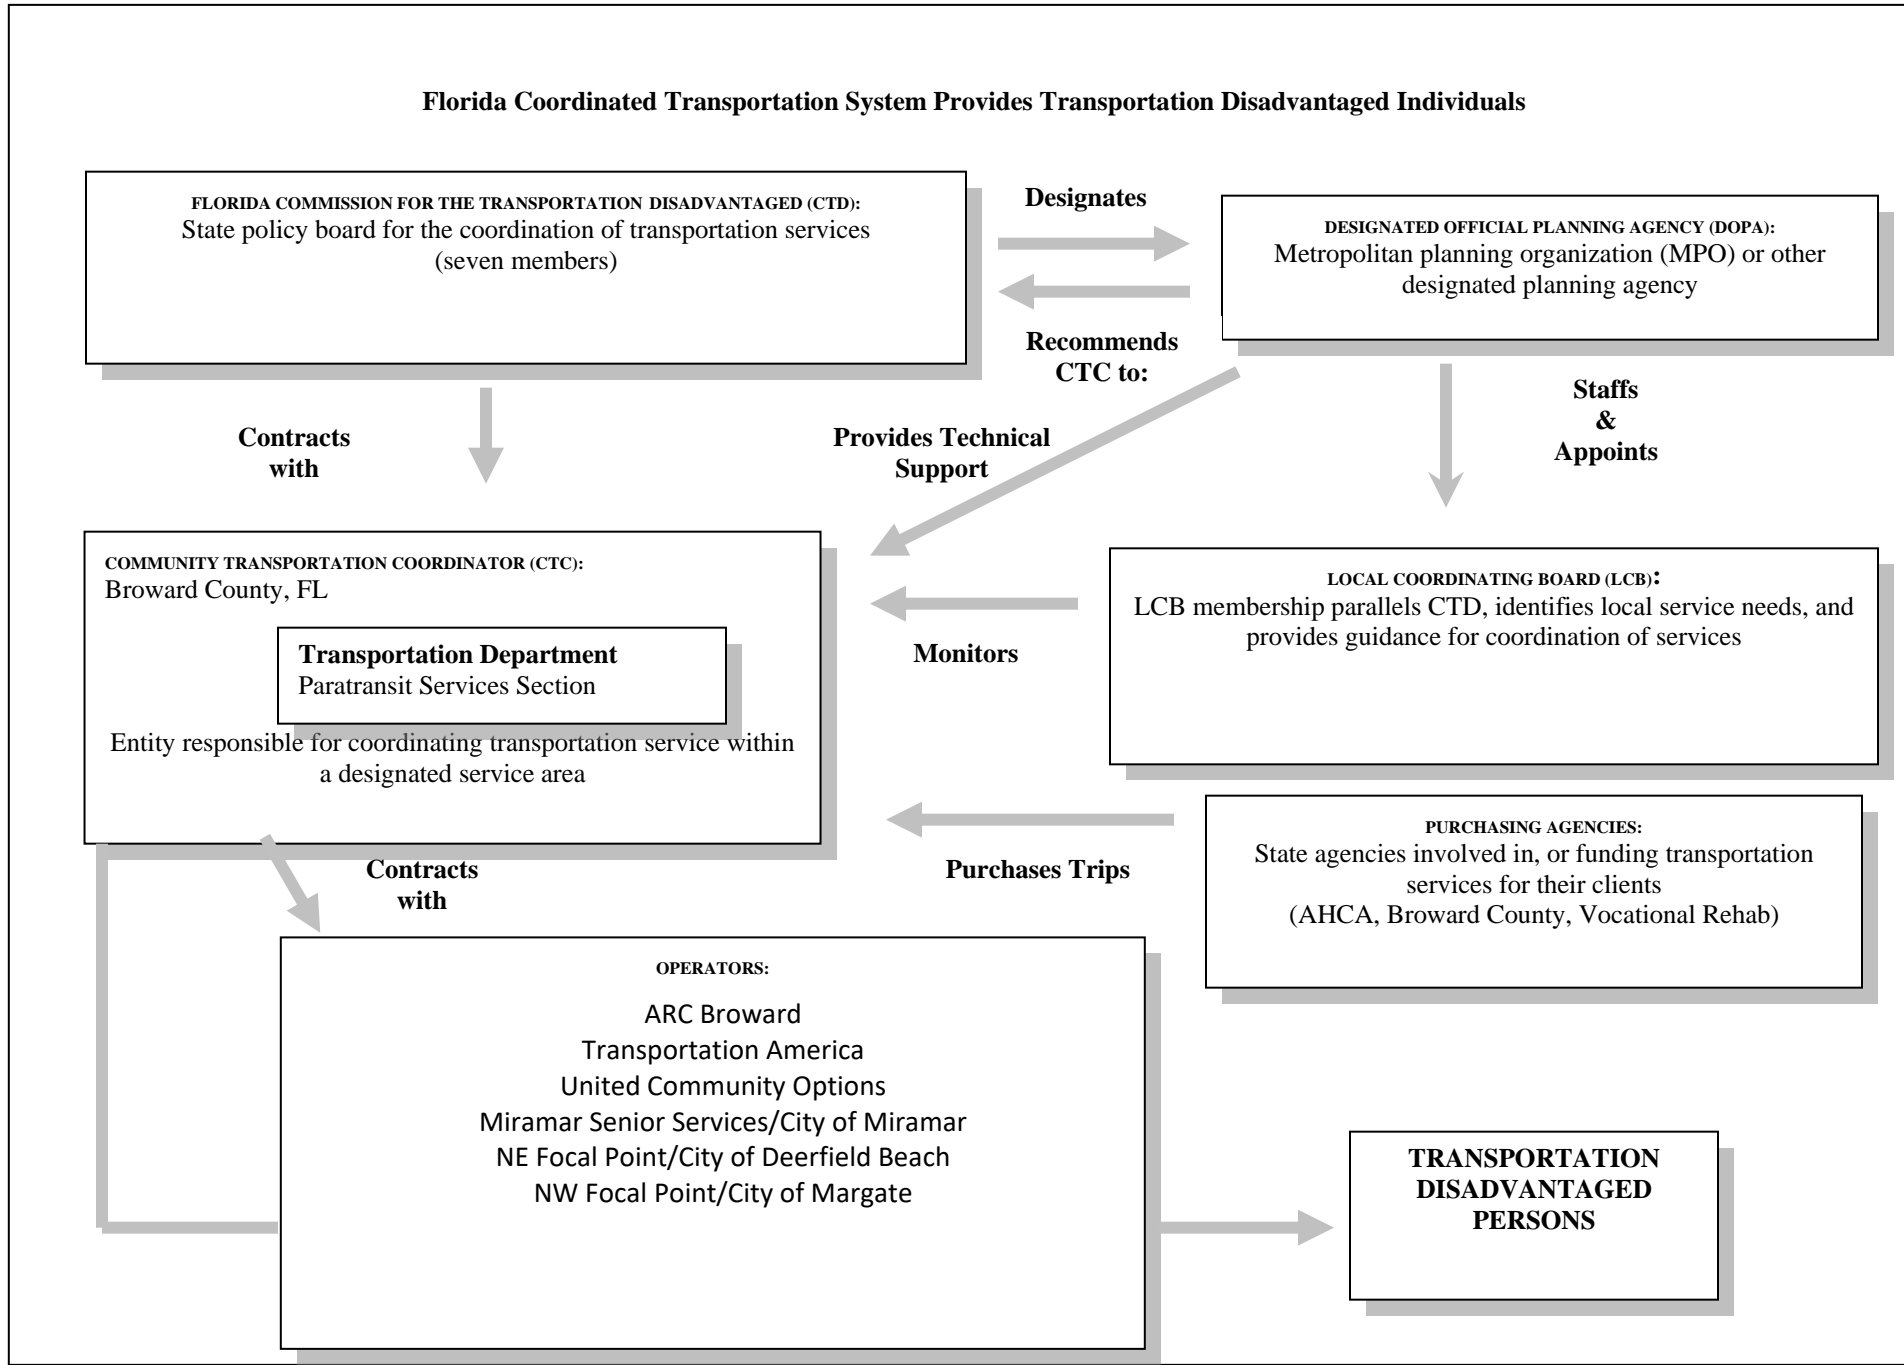 Florida Coordinated Transportation System Provides Transportation Disadvantaged Individuals
FLORIDA COMMISSION FOR THE TRANSPORTATION DISADVANTAGED (CTD):
State policy board for the coordination of transportation services
(seven members)
Designates
DESIGNATED OFFICIAL PLANNING AGENCY (DOPA):
Metropolitan planning organization (MPO) or other
designated planning agency
Recommends
CTC to:
Contracts
with
Provides Technical
Support
Staffs
&
Appoints
COMMUNITY TRANSPORTATION COORDINATOR (CTC):
Broward County, FL
Transportation Department
Paratransit Services Section
Entity responsible for coordinating transportation service within
a designated service area
Monitors
LOCAL COORDINATING BOARD (LCB):
LCB membership parallels CTD, identifies local service needs, and
provides guidance for coordination of services
Contracts
with
Purchases Trips
PURCHASING AGENCIES:
State agencies involved in, or funding transportation
services for their clients
(AHCA, Broward County, Vocational Rehab)
OPERATORS:
ARC Broward
Transportation America
United Community Options
Miramar Senior Services/City of Miramar
NE Focal Point/City of Deerfield Beach
NW Focal Point/City of Margate
TRANSPORTATION
DISADVANTAGED
PERSONS